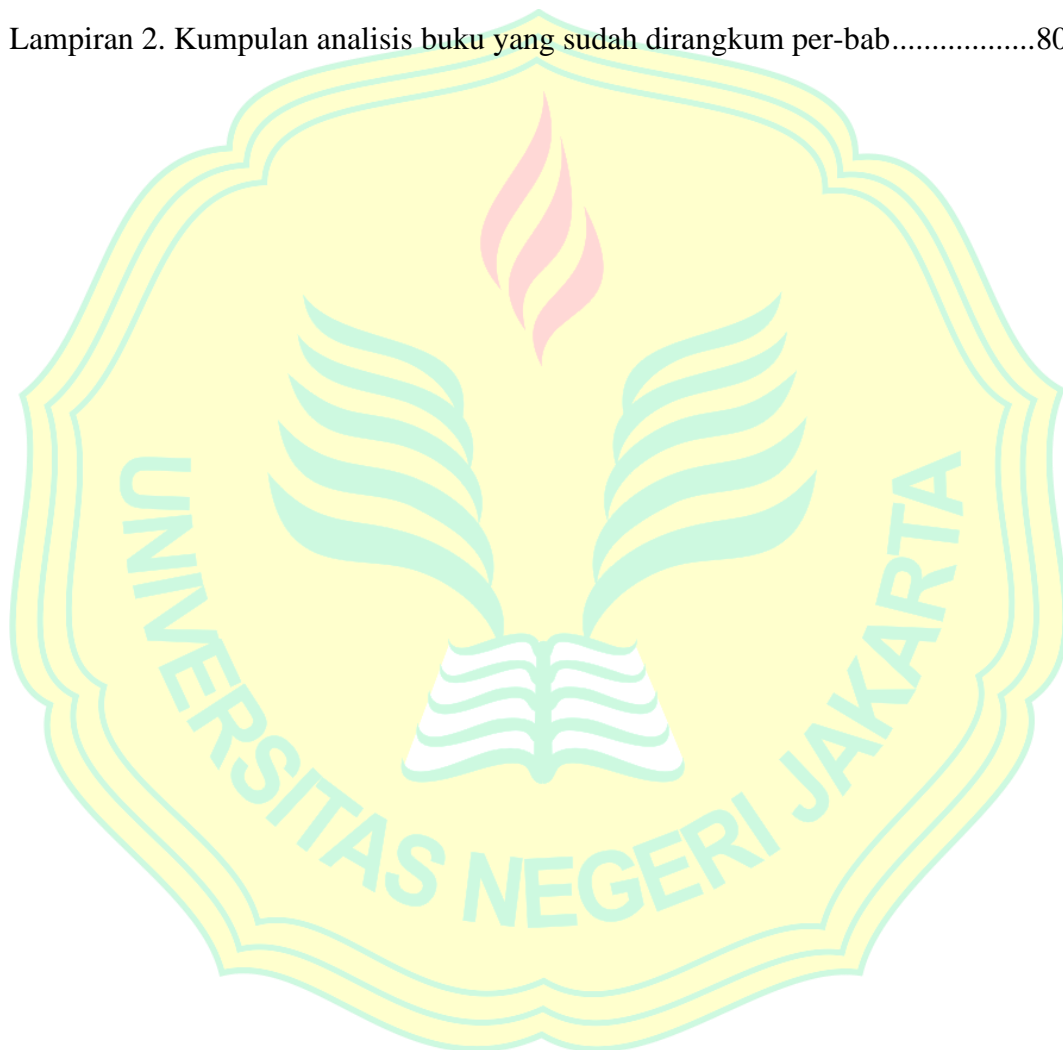 Lampiran 2. Kumpulan analisis buku yang sudah dirangkum per-bab.................80
UNIVERSITAS NEGERI JAKARTA